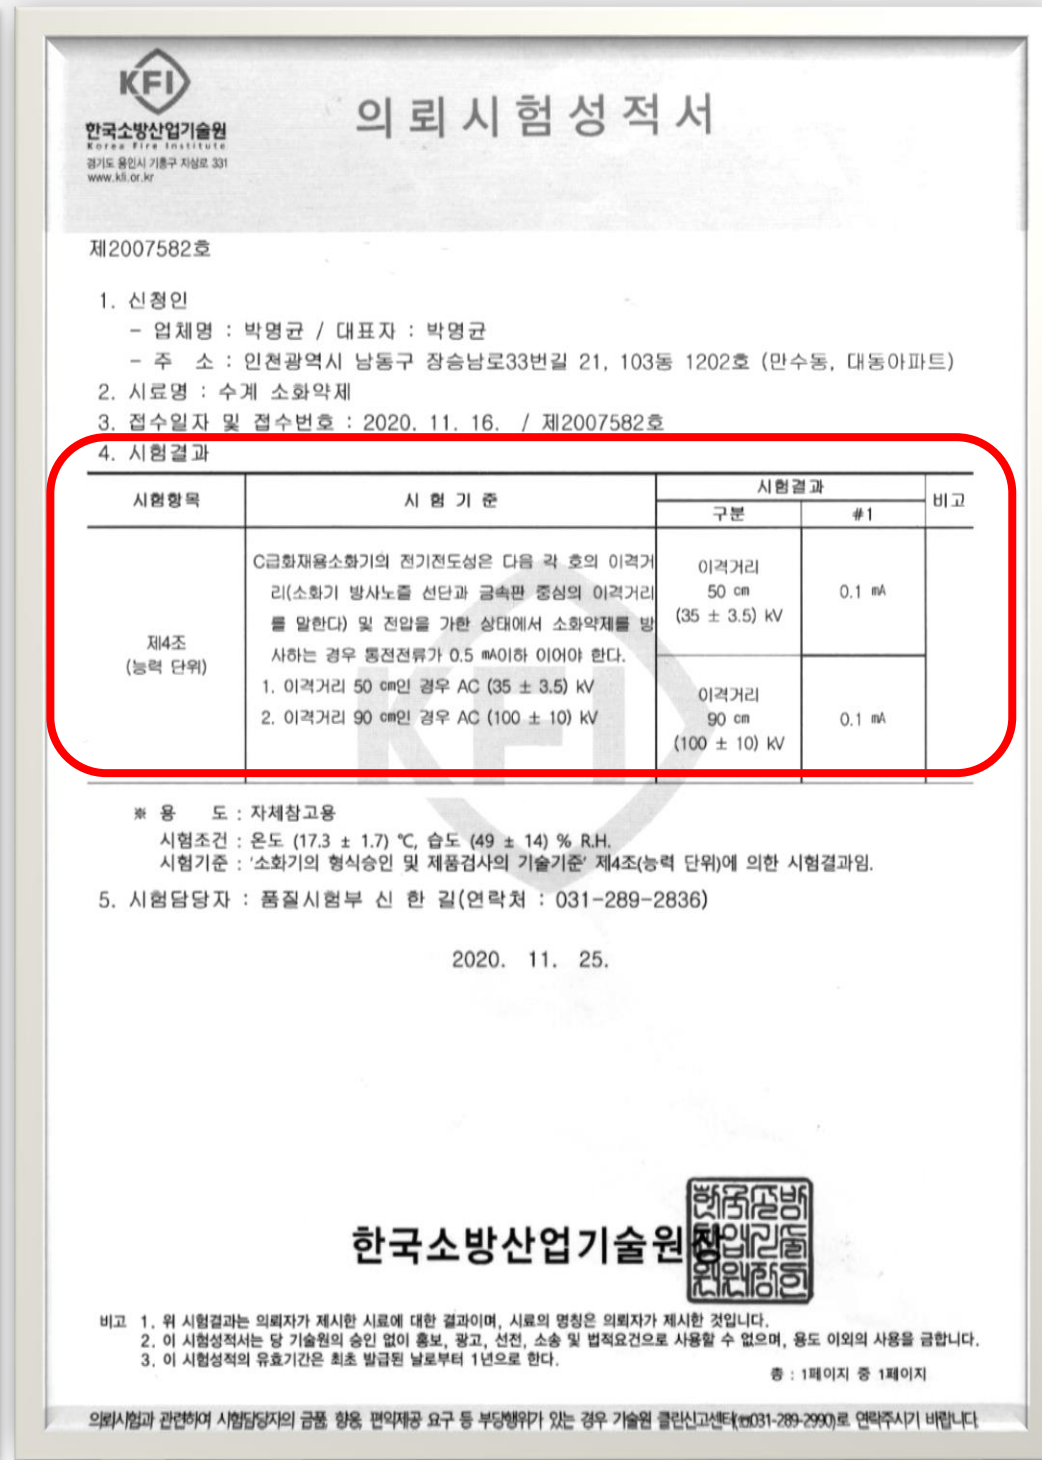 KFI
한국소방산업기술원
Korea Fire Institute
경기도 용인시 기흥구 지삼로 331
www.kfi.or.kr
의뢰시험성적서
제2007582호
1. 신청인
- 업체명 : 박명균 / 대표자 : 박명균
- 주 소 : 인천광역시 남동구 장승남로33번길 21, 103동 1202호 (만수동, 대동아파트)
2. 시료명 : 수계 소화약제
3. 접수일자 및 접수번호 : 2020. 11. 16. / 제2007582호
4. 시험결과
시험항목 시 험 기 준 시험결과 비고
구분 #1
제4조
(능력 단위)
C급화재용소화기의 전기전도성은 다음 각 호의 이격거
리(소화기 방사노즐 선단과 금속판 중심의 이격거리
를 말한다) 및 전압을 가한 상태에서 소화약제를 방
사하는 경우 통전전류가 0.5 ㎃이하 이어야 한다.
1. 이격거리 50 ㎝인 경우 AC (35 ± 3.5) kV
2. 이격거리 90 ㎝인 경우 AC (100 ± 10) kV
이격거리
50 ㎝
(35 ± 3.5) kV
0.1 ㎃
이격거리
90 ㎝
(100 ± 10) kV
0.1 ㎃
KFI
※ 용 도 : 자체참고용
시험조건 : 온도 (17.3 ± 1.7) ℃, 습도 (49 ± 14) % R.H.
시험기준 : '소화기의 형식승인 및 제품검사의 기술기준' 제4조(능력 단위)에 의한 시험결과임.
5. 시험담당자 : 품질시험부 신 한 길(연락처 : 031-289-2836)
2020. 11. 25.
한국소방산업기술원장
비고 1. 위 시험결과는 의뢰자가 제시한 시료에 대한 결과이며, 시료의 명칭은 의뢰자가 제시한 것입니다.
2. 이 시험성적서는 당 기술원의 승인 없이 홍보, 광고, 선전, 소송 및 법적요건으로 사용할 수 없으며, 용도 이외의 사용을 금합니다.
3. 이 시험성적의 유효기간은 최초 발급된 날로부터 1년으로 한다.
총 : 1페이지 중 1페이지
의뢰시험과 관련하여 시험담당자의 금품, 향응, 편익제공 요구 등 부당행위가 있는 경우 기술원 클린신고센터(☎031-289-2990)로 연락주시기 바랍니다.